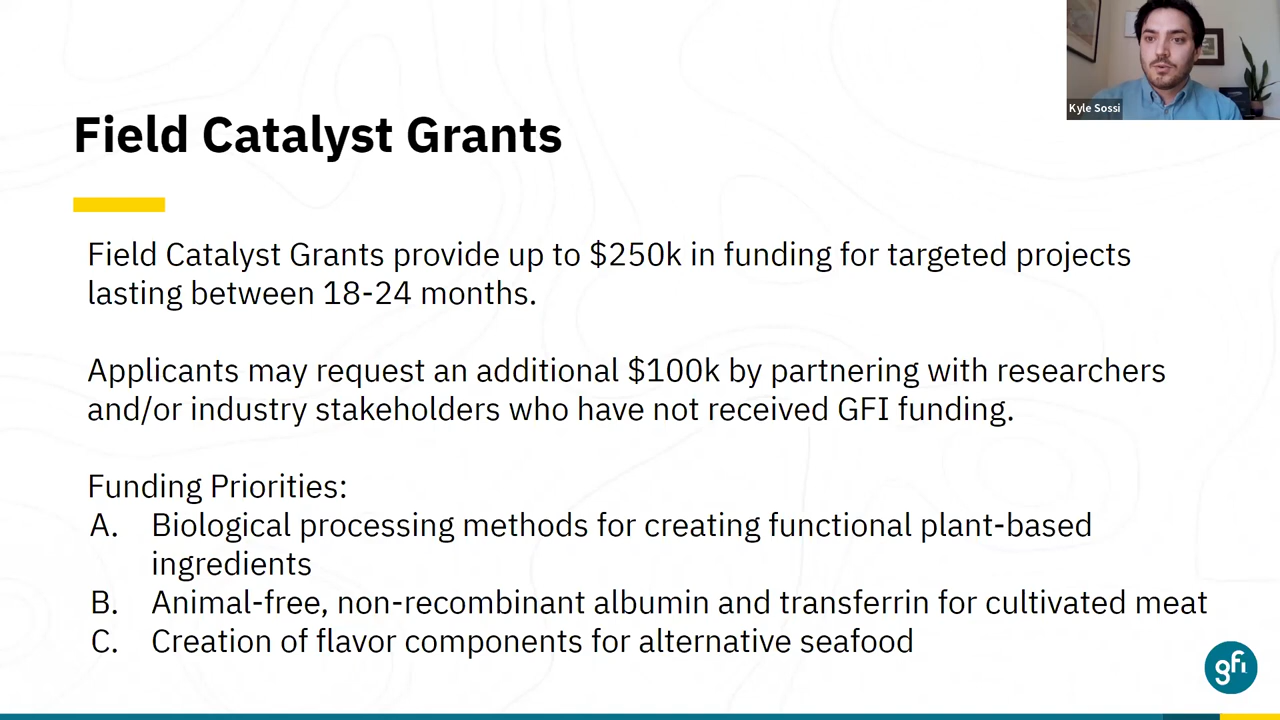 Kyle Sossi
Field Catalyst Grants
Field Catalyst Grants provide up to $250k in funding for targeted projects
lasting between 18-24 months.
Applicants may request an additional $100k by partnering with researchers
and/or industry stakeholders who have not received GFI funding.
Funding Priorities:
A. Biological processing methods for creating functional plant-based
ingredients
B. Animal-free, non-recombinant albumin and transferrin for cultivated meat
C. Creation of flavor components for alternative seafood
gfi